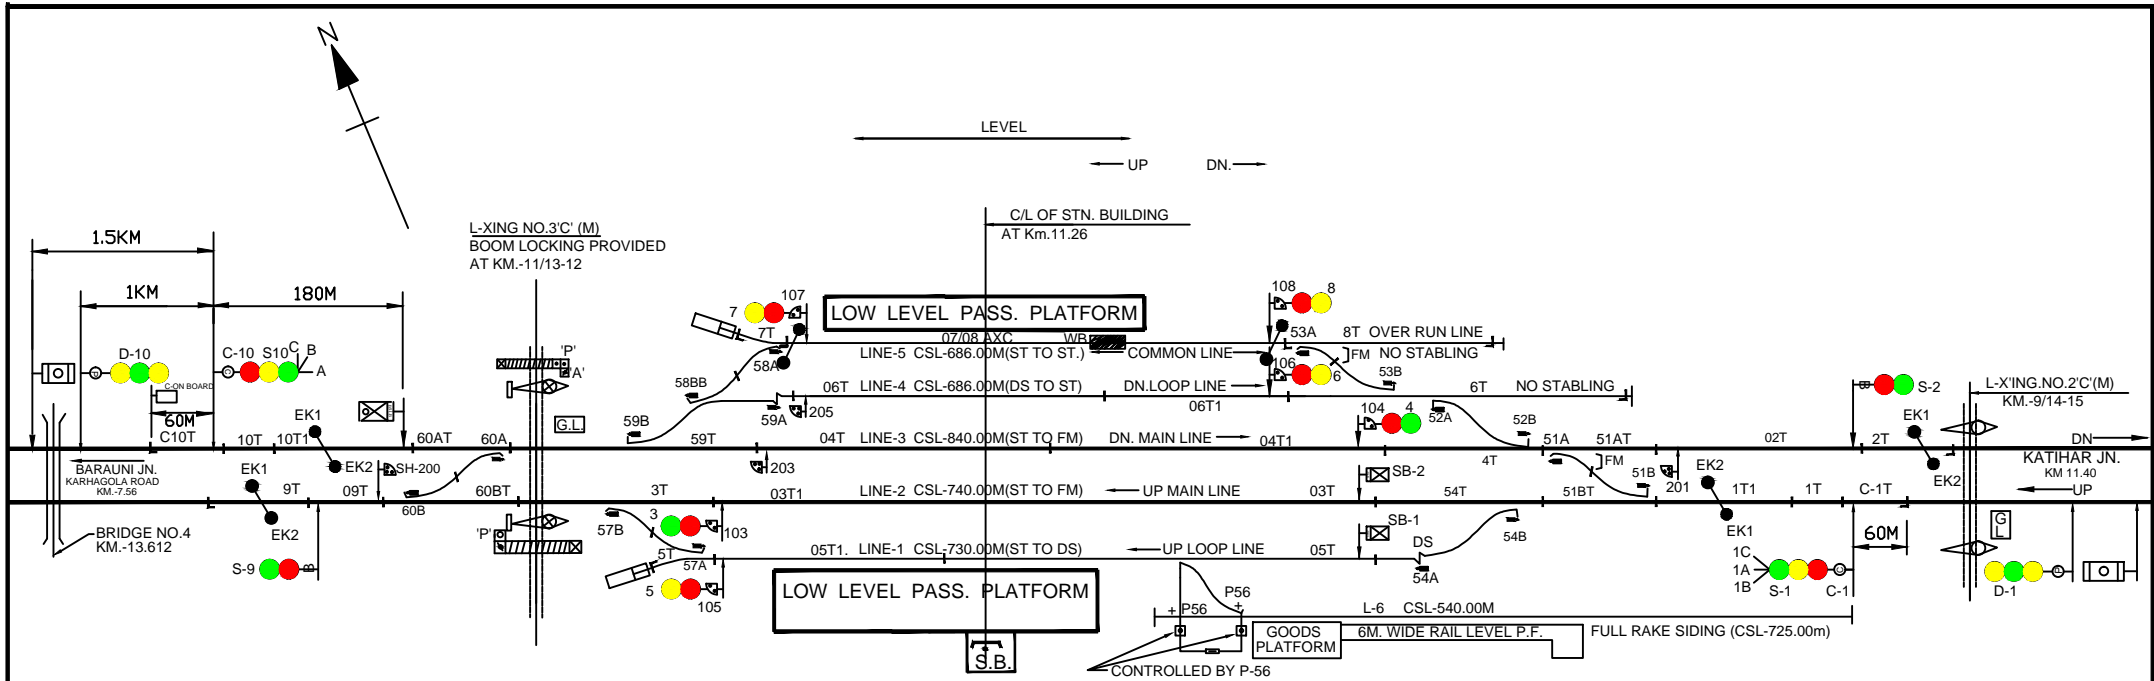 N
LEVEL
UP DN.
C/L OF STN. BUILDING
AT Km.11.26
L-XING NO.3'C' (M)
BOOM LOCKING PROVIDED
AT KM.-11/13-12
1.5KM
1KM
180M
D-10
C-10 S10 C B
A
C-ON BOARD
60M
C10T
10T
10T1
EK1
EK2
SH-200
60AT
60A
60B
60BT
'P'
'A'
G.L.
BARAUNI JN.
KARHAGOLA ROAD
KM.-7.56
BRIDGE NO.4
KM.-13.612
EK1
EK2
9T
09T
S-9
B
'P'
7
107
7T
58A
58BB
59B
59A
205
59T
203
LOW LEVEL PASS. PLATFORM
07/08 AXC
WB
LINE-5 CSL-686.00M(ST TO ST.)
COMMON LINE
06T LINE-4 CSL-686.00M(DS TO ST)
DN.LOOP LINE
06T1
04T LINE-3 CSL-840.00M(ST TO FM)
DN. MAIN LINE
04T1
3T
03T1
LINE-2 CSL-740.00M(ST TO FM)
UP MAIN LINE
03T
57B
3
103
5T
57A
5
105
05T1. LINE-1 CSL-730.00M(ST TO DS)
UP LOOP LINE
05T
LOW LEVEL PASS. PLATFORM
S.B.
108
8
53A
8T OVER RUN LINE
FM NO STABLING
106
6
53B
6T
NO STABLING
104
4
52A
52B
4T
SB-2
SB-1
54T
DS
54A
54B
51A
51AT
FM
51B
51BT
201
02T
2T
EK2
EK1
1T1
1T
C-1T
60M
B
S-2
L-X'ING.NO.2'C'(M)
KM.-9/14-15
EK1
EK2
DN
KATIHAR JN.
KM 11.40
UP
G
L
1C
1A
1B
S-1
C-1
D-1
P56
P56
CONTROLLED BY P-56
L-6 CSL-540.00M
GOODS
PLATFORM
6M. WIDE RAIL LEVEL P.F.
FULL RAKE SIDING (CSL-725.00m)